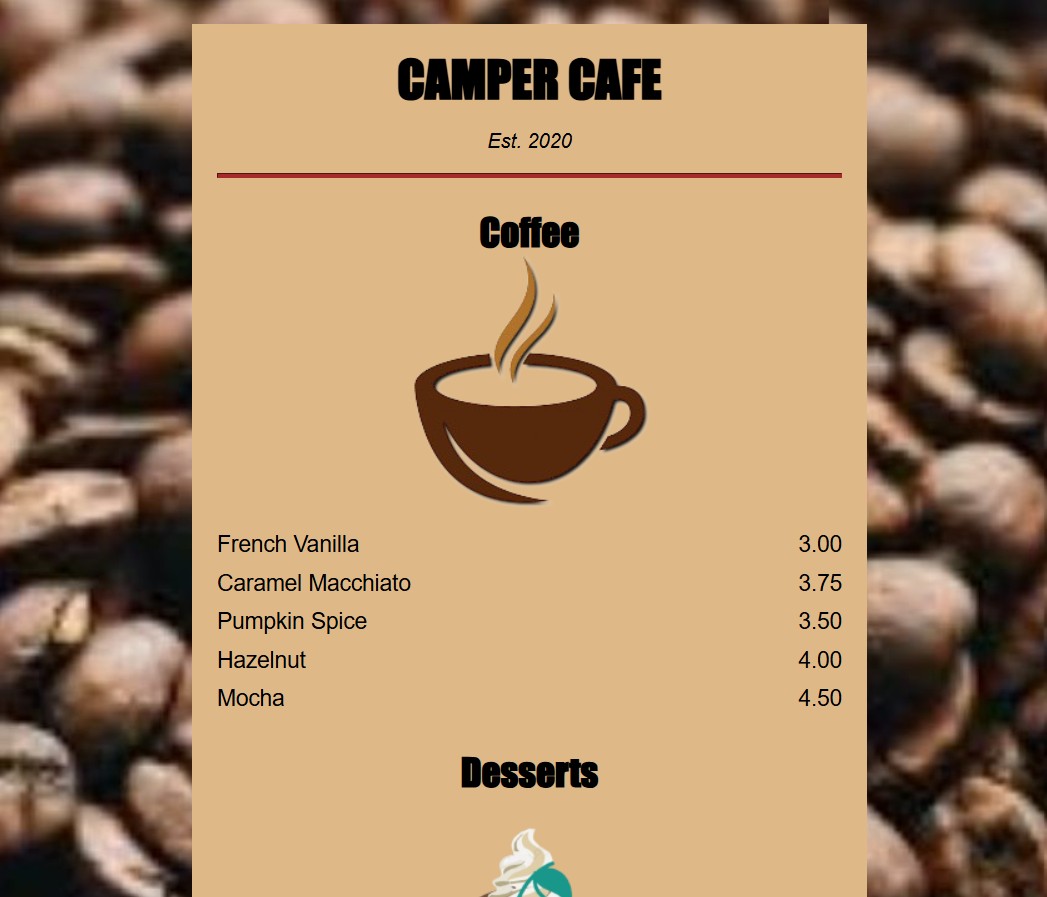 CAMPER CAFE
Est. 2020
Coffee
French Vanilla 3.00
Caramel Macchiato 3.75
Pumpkin Spice 3.50
Hazelnut 4.00
Mocha 4.50
Desserts